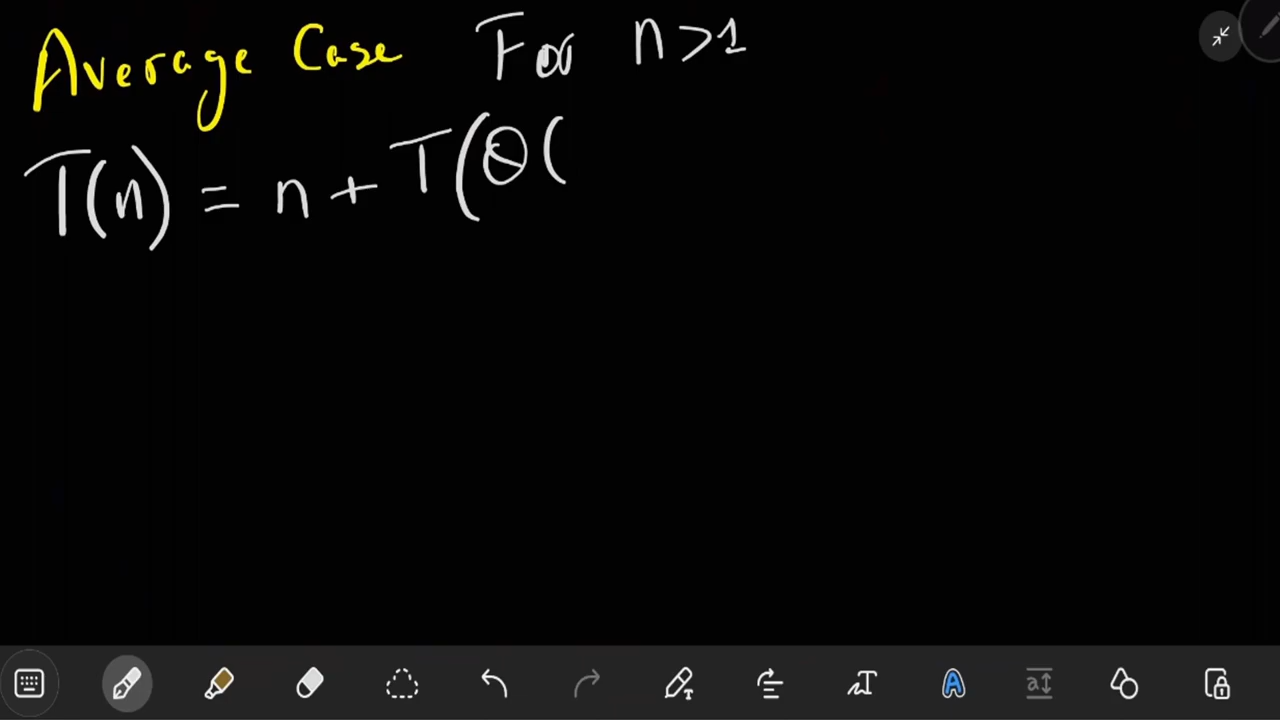 Average Case For n>1
T(n) = n + T(Θ(